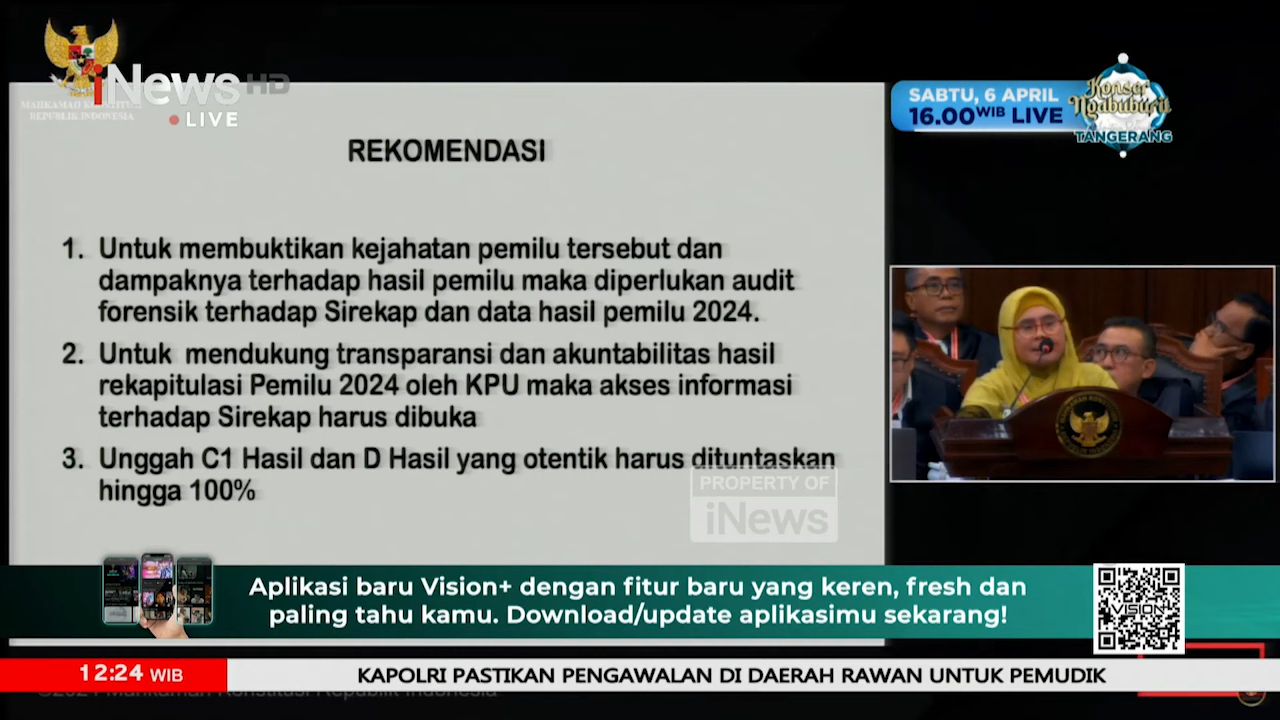 iNews HD
MAHKAMAH KONSTITUSI
REPUBLIK INDONESIA
LIVE
SABTU, 6 APRIL
16.00 WIB LIVE
Konser
Ngabuburit
TANGERANG
REKOMENDASI
1. Untuk membuktikan kejahatan pemilu tersebut dan
dampaknya terhadap hasil pemilu maka diperlukan audit
forensik terhadap Sirekap dan data hasil pemilu 2024.
2. Untuk mendukung transparansi dan akuntabilitas hasil
rekapitulasi Pemilu 2024 oleh KPU maka akses informasi
terhadap Sirekap harus dibuka
3. Unggah C1 Hasil dan D Hasil yang otentik harus dituntaskan
hingga 100%
PROPERTY OF
iNews
Aplikasi baru Vision+ dengan fitur baru yang keren, fresh dan
paling tahu kamu. Download/update aplikasimu sekarang!
VISION+
12:24 WIB
KAPOLRI PASTIKAN PENGAWALAN DI DAERAH RAWAN UNTUK PEMUDIK
Mahkamah Konstitusi Republik Indonesia